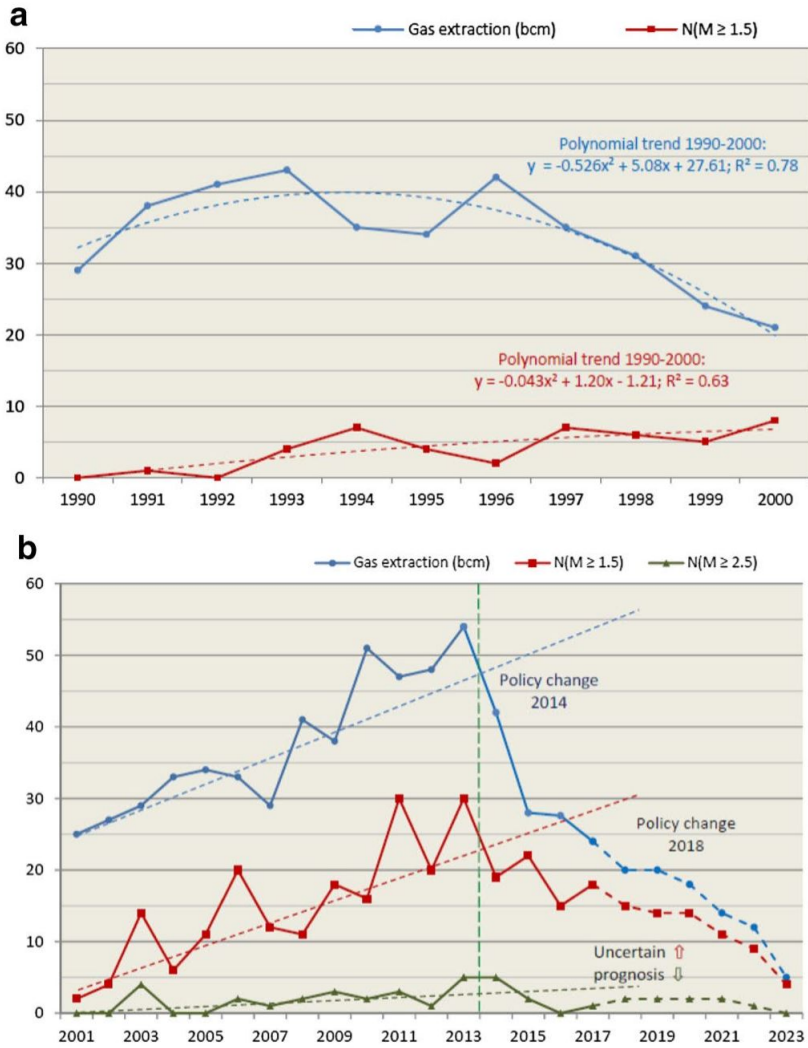 a
Gas extraction (bcm) N(M ≥ 1.5)
60
50
40
30
20
10
0
Polynomial trend 1990-2000:
y = -0.526x² + 5.08x + 27.61; R² = 0.78
Polynomial trend 1990-2000:
y = -0.043x² + 1.20x - 1.21; R² = 0.63
1990 1991 1992 1993 1994 1995 1996 1997 1998 1999 2000
b
Gas extraction (bcm) N(M ≥ 1.5) N(M ≥ 2.5)
60
50
40
30
20
10
0
Policy change
2014
Policy change
2018
Uncertain ⇧
prognosis ⇩
2001 2003 2005 2007 2009 2011 2013 2015 2017 2019 2021 2023